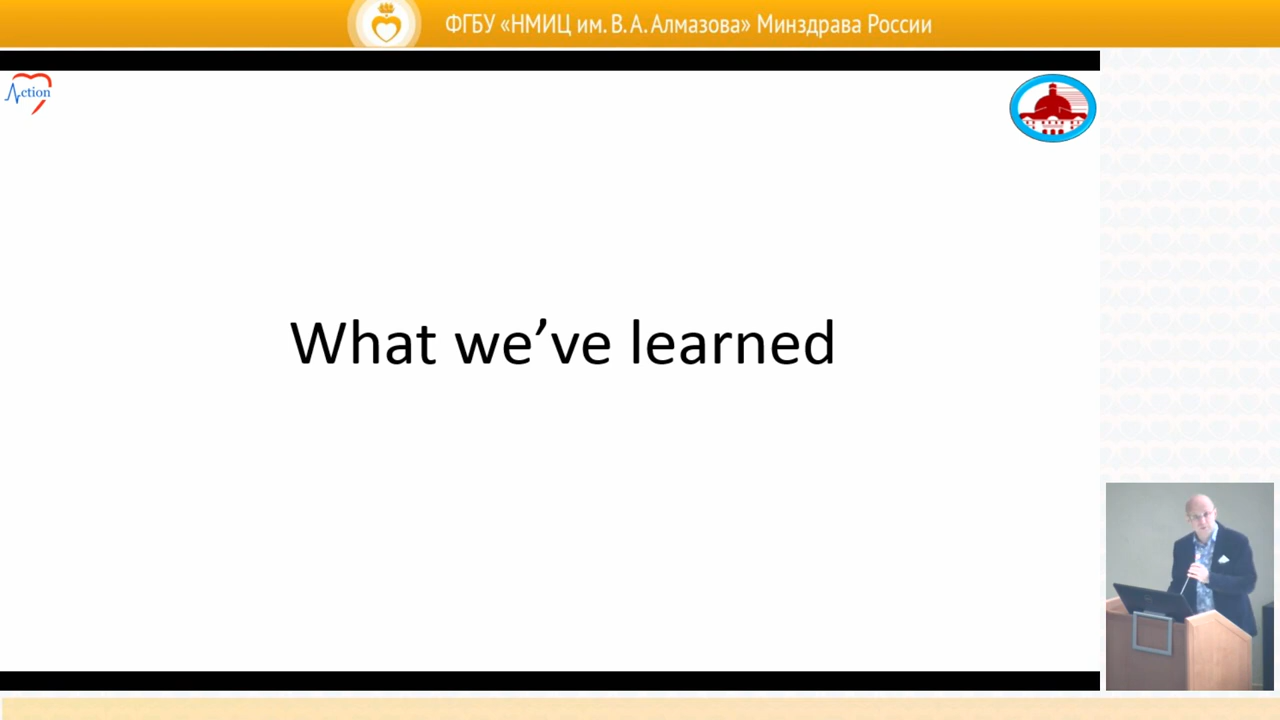 ФГБУ «НМИЦ им. В. А. Алмазова» Минздрава России
Action
What we’ve learned